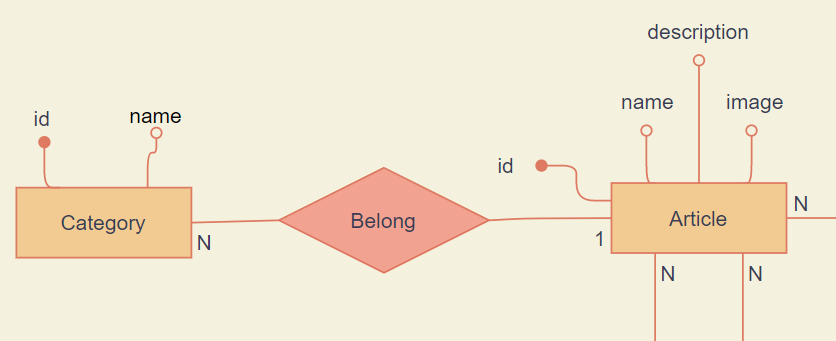 description
name
image
id
name
id
N
Category
Belong
Article
N
1
N
N